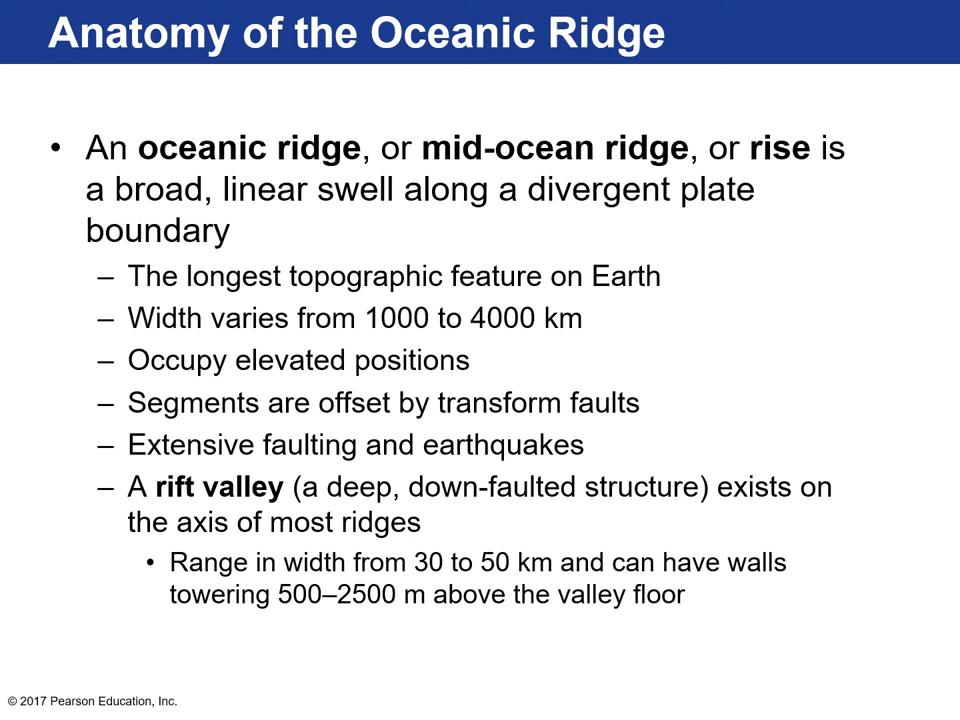 Anatomy of the Oceanic Ridge
• An oceanic ridge, or mid-ocean ridge, or rise is
a broad, linear swell along a divergent plate
boundary
– The longest topographic feature on Earth
– Width varies from 1000 to 4000 km
– Occupy elevated positions
– Segments are offset by transform faults
– Extensive faulting and earthquakes
– A rift valley (a deep, down-faulted structure) exists on
the axis of most ridges
• Range in width from 30 to 50 km and can have walls
towering 500–2500 m above the valley floor
© 2017 Pearson Education, Inc.